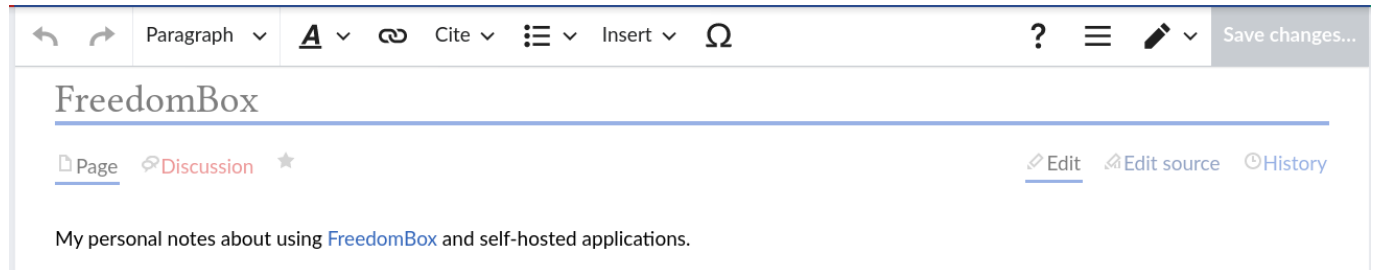 Paragraph A Cite Insert Ω ? Save changes...
FreedomBox
Page Discussion Edit Edit source History
My personal notes about using FreedomBox and self-hosted applications.